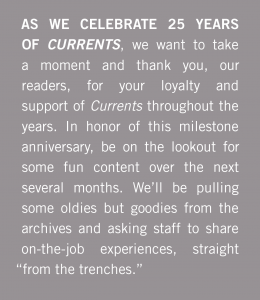 AS WE CELEBRATE 25 YEARS
OF CURRENTS, we want to take
a moment and thank you, our
readers, for your loyalty and
support of Currents throughout the
years. In honor of this milestone
anniversary, be on the lookout for
some fun content over the next
several months. We’ll be pulling
some oldies but goodies from the
archives and asking staff to share
on-the-job experiences, straight
“from the trenches.”